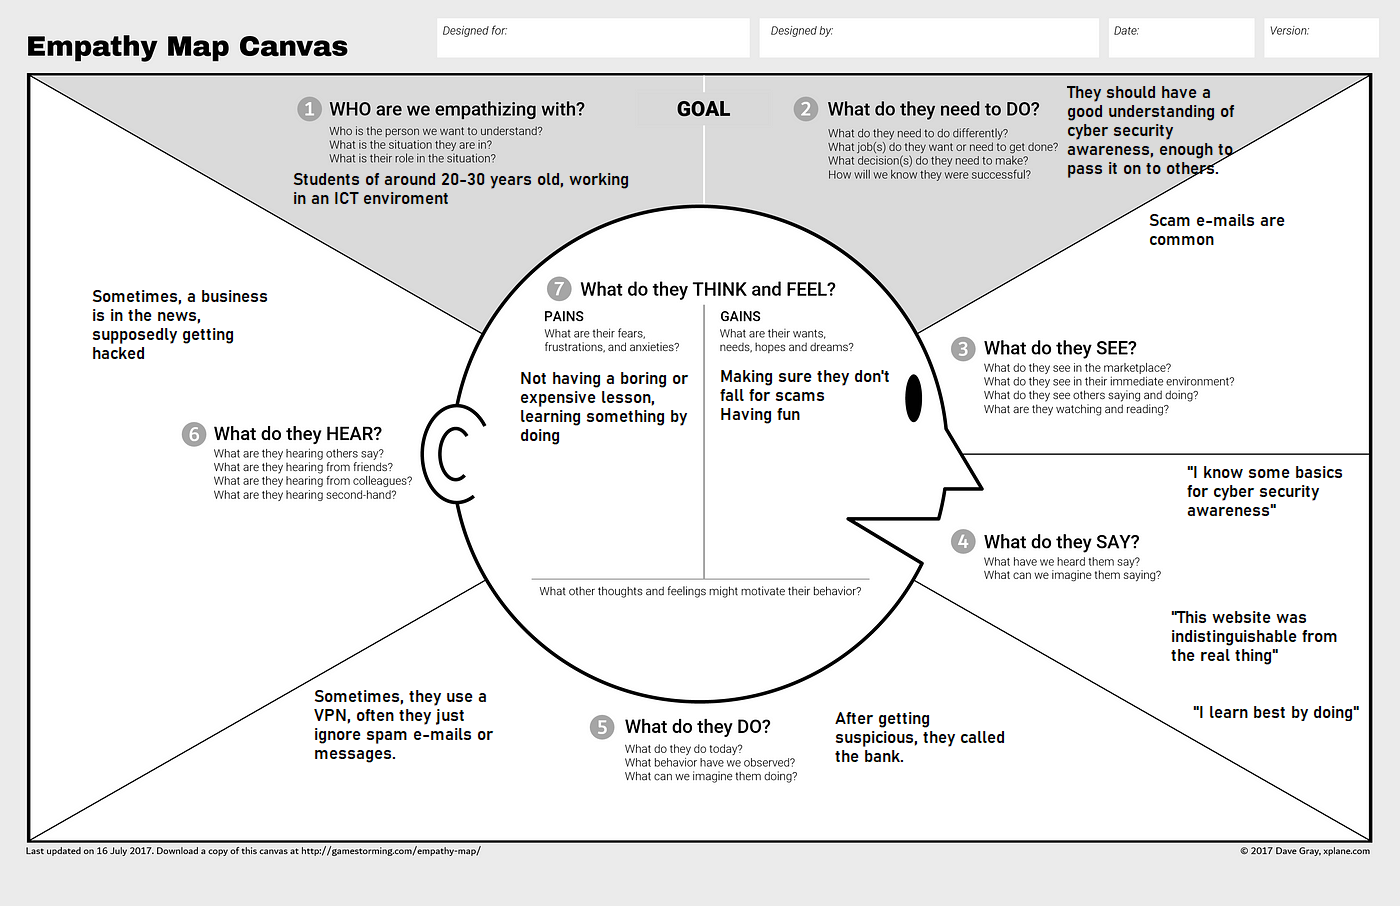 Empathy Map Canvas
Designed for:
Designed by:
Date:
Version:
1 WHO are we empathizing with?
Who is the person we want to understand?
What is the situation they are in?
What is their role in the situation?
Students of around 20-30 years old, working
in an ICT enviroment
GOAL
2 What do they need to DO?
What do they need to do differently?
What job(s) do they want or need to get done?
What decision(s) do they need to make?
How will we know they were successful?
They should have a
good understanding of
cyber security
awareness, enough to
pass it on to others.
Scam e-mails are
common
3 What do they SEE?
What do they see in the marketplace?
What do they see in their immediate environment?
What do they see others saying and doing?
What are they watching and reading?
"I know some basics
for cyber security
awareness"
4 What do they SAY?
What have we heard them say?
What can we imagine them saying?
"This website was
indistinguishable from
the real thing"
"I learn best by doing"
Sometimes, they use a
VPN, often they just
ignore spam e-mails or
messages.
5 What do they DO?
What do they do today?
What behavior have we observed?
What can we imagine them doing?
After getting
suspicious, they called
the bank.
Sometimes, a business
is in the news,
supposedly getting
hacked
6 What do they HEAR?
What are they hearing others say?
What are they hearing from friends?
What are they hearing from colleagues?
What are they hearing second-hand?
7 What do they THINK and FEEL?
PAINS
What are their fears,
frustrations, and anxieties?
Not having a boring or
expensive lesson,
learning something by
doing
GAINS
What are their wants,
needs, hopes and dreams?
Making sure they don't
fall for scams
Having fun
What other thoughts and feelings might motivate their behavior?
Last updated on 16 July 2017. Download a copy of this canvas at http://gamestorming.com/empathy-map/
© 2017 Dave Gray, xplane.com